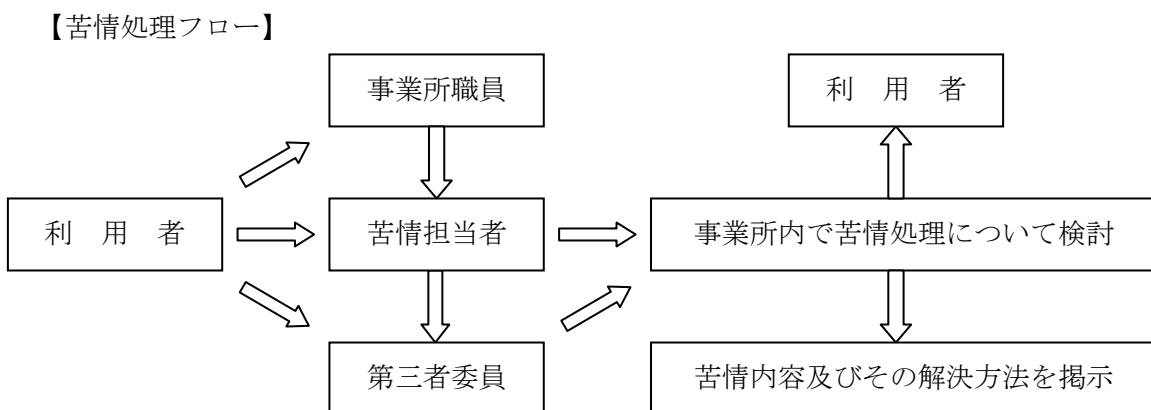 【苦情処理フロー】
事業所職員
利 用 者
利 用 者
苦情担当者
事業所内で苦情処理について検討
第三者委員
苦情内容及びその解決方法を掲示